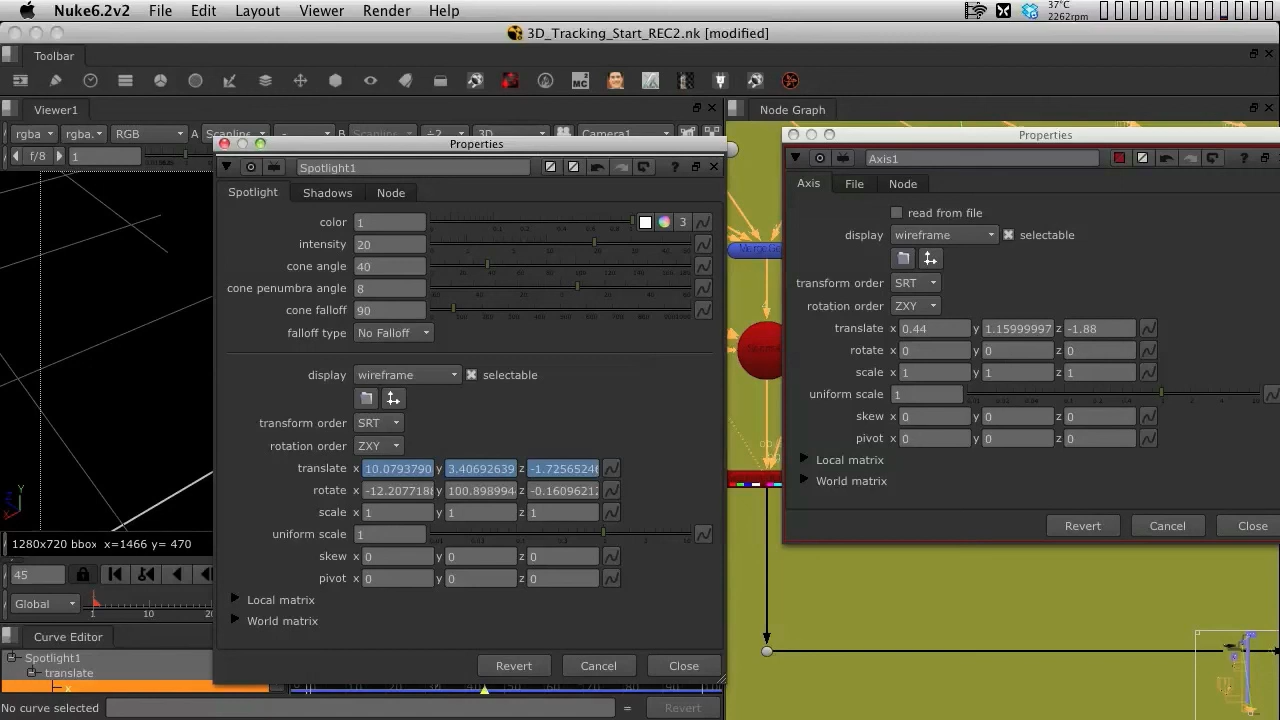 Nuke6.2v2 File Edit Layout Viewer Render Help
37°C
2262rpm
3D_Tracking_Start_REC2.nk [modified]
Toolbar
Viewer1
Node Graph
rgba rgba. RGB A Scanline - B Scanline ÷2 3D Camera1
f/8 1
Properties
Spotlight1
Spotlight Shadows Node
color 1 3
intensity 20
cone angle 40
cone penumbra angle 8
cone falloff 90
falloff type No Falloff
display wireframe selectable
transform order SRT
rotation order ZXY
translate x 10.0793790 y 3.40692639 z -1.7256524
rotate x -12.2077188 y 100.898994 z -0.1609621
scale x 1 y 1 z 1
uniform scale 1
skew x 0 y 0 z 0
pivot x 0 y 0 z 0
Local matrix
World matrix
Revert Cancel Close
Properties
Axis1
Axis File Node
read from file
display wireframe selectable
transform order SRT
rotation order ZXY
translate x 0.44 y 1.15999997 z -1.88
rotate x 0 y 0 z 0
scale x 1 y 1 z 1
uniform scale 1
skew x 0 y 0 z 0
pivot x 0 y 0 z 0
Local matrix
World matrix
Revert Cancel Close
Y
1280x720 bbox x=1466 y= 470
45
Global 1 10
Curve Editor
Spotlight1
translate
x
No curve selected = Revert